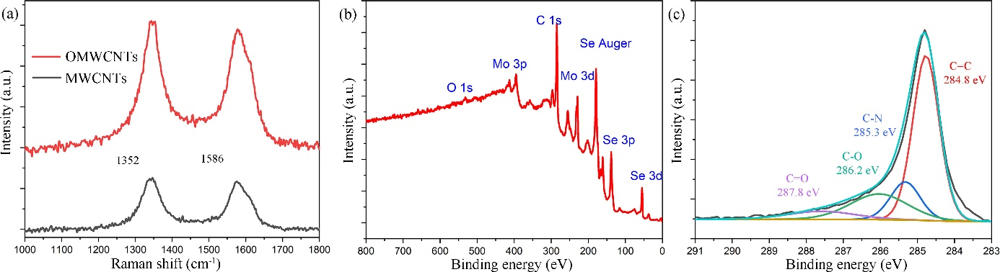 (a)
OMWCNTs
MWCNTs
1352
1586
Intensity (a.u.)
1000 1100 1200 1300 1400 1500 1600 1700 1800
Raman shift (cm⁻¹)
(b)
C 1s
Se Auger
Mo 3p
Mo 3d
O 1s
Se 3p
Se 3d
Intensity (a.u.)
800 700 600 500 400 300 200 100 0
Binding energy (eV)
(c)
C=C
284.8 eV
C-N
285.3 eV
C-O
286.2 eV
C=O
287.8 eV
Intensity (a.u.)
291 290 289 288 287 286 285 284 283
Binding energy (eV)